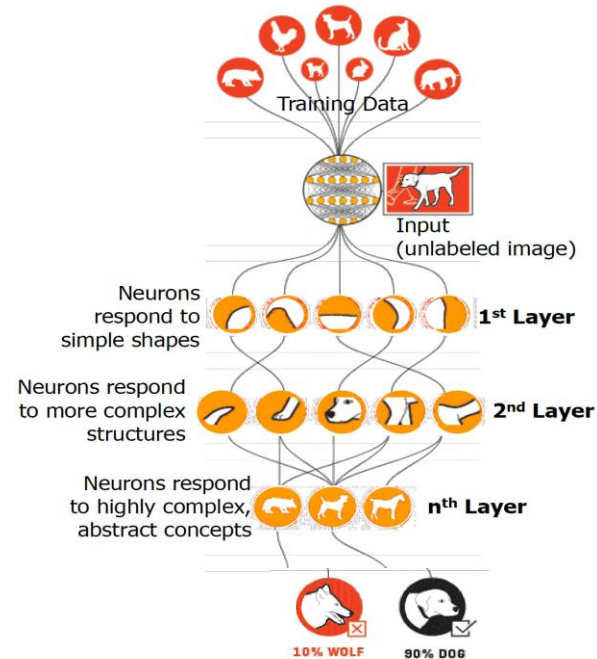 Training Data
Input
(unlabeled image)
Neurons
respond to
simple shapes
1st Layer
Neurons respond
to more complex
structures
2nd Layer
Neurons respond
to highly complex,
abstract concepts
nth Layer
10% WOLF
90% DOG